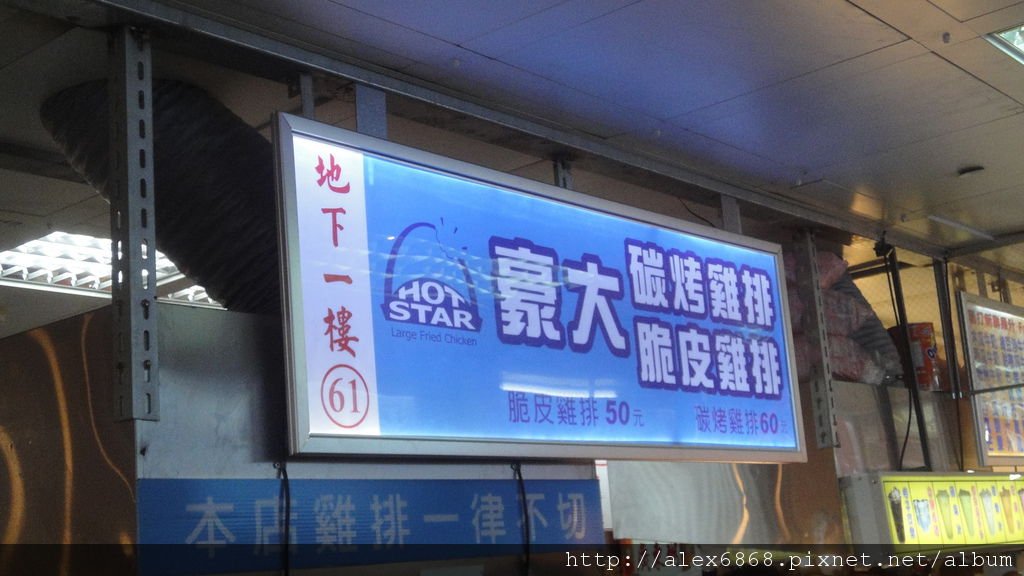 地下一樓
61
HOT
STAR
Large Fried Chicken
豪大
碳烤雞排
脆皮雞排
脆皮雞排 50元
碳烤雞排60元
本店雞排一律不切
http://alex6868.pixnet.net/album